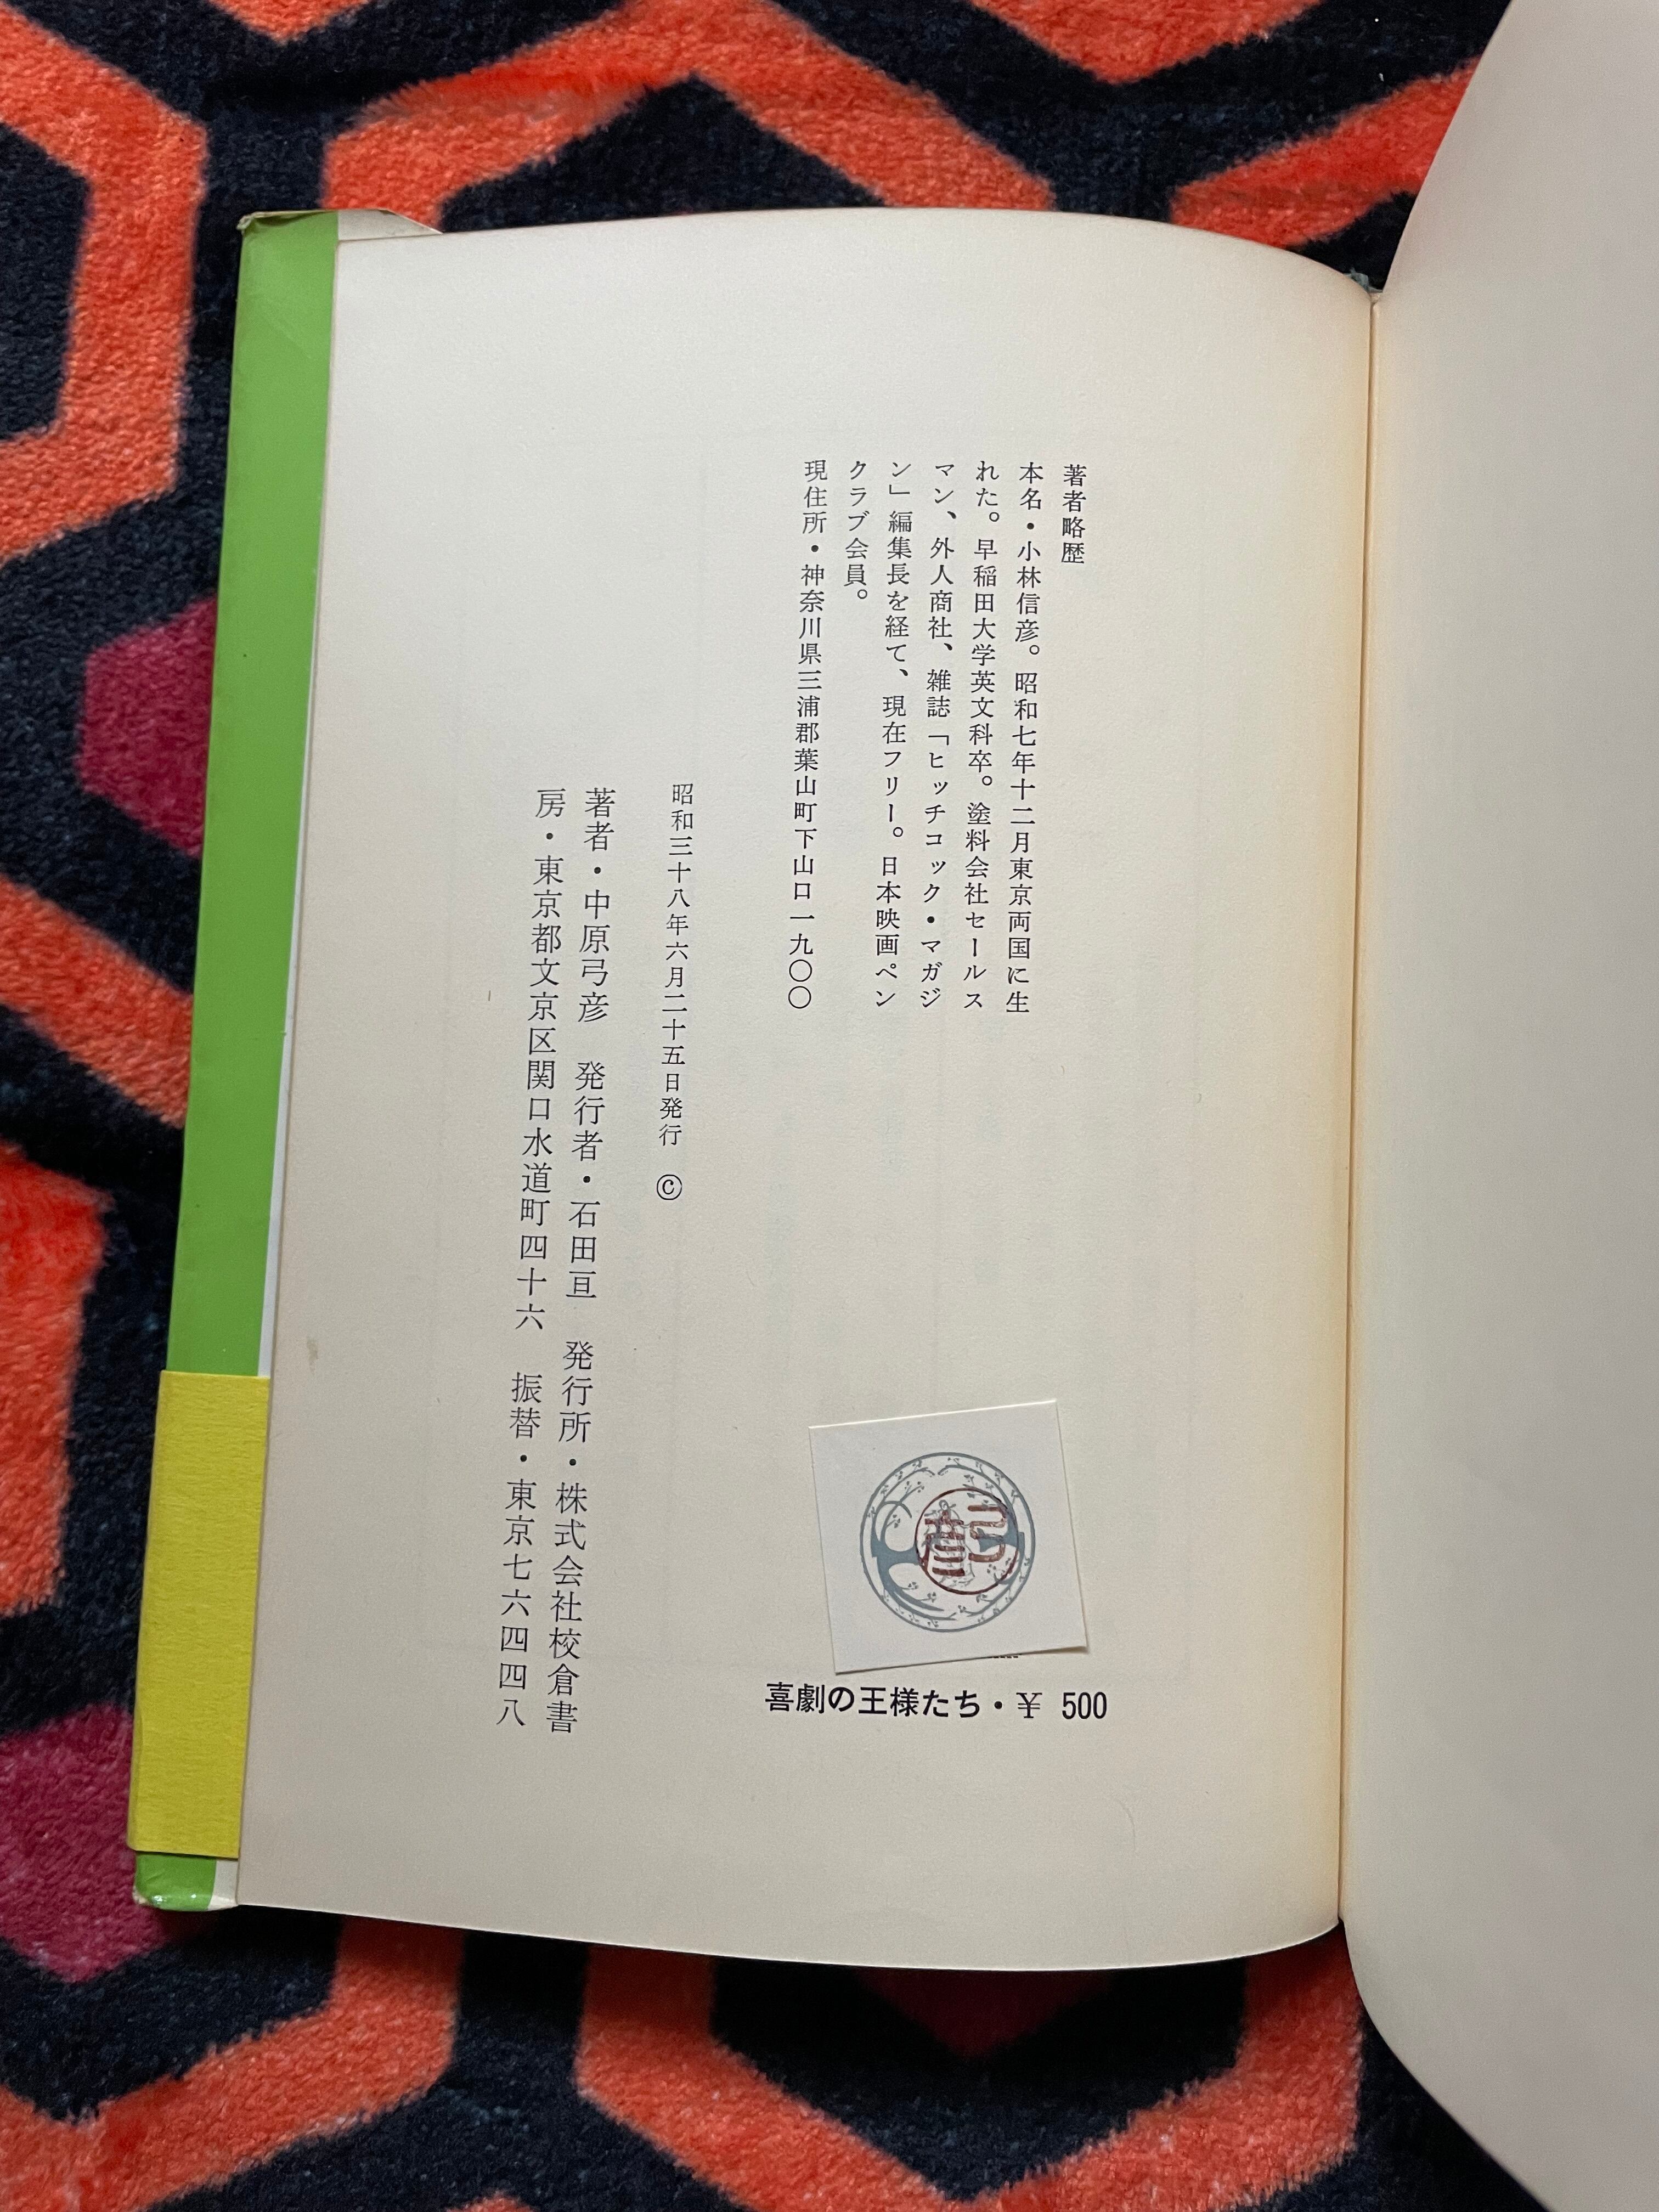 著者略歴
本名・小林信彦。昭和七年十二月東京両国に生
れた。早稲田大学英文科卒。塗料会社セールス
マン、外人商社、雑誌「ヒッチコック・マガジ
ン」編集長を経て、現在フリー。日本映画ペン
クラブ会員。
現住所・神奈川県三浦郡葉山町下山口一九〇〇
昭和三十八年六月二十五日発行 ©
著者・中原弓彦 発行者・石田亘 発行所・株式会社校倉書
房・東京都文京区関口水道町四十六 振替・東京七六四四八
弓彦
喜劇の王様たち・¥ 500